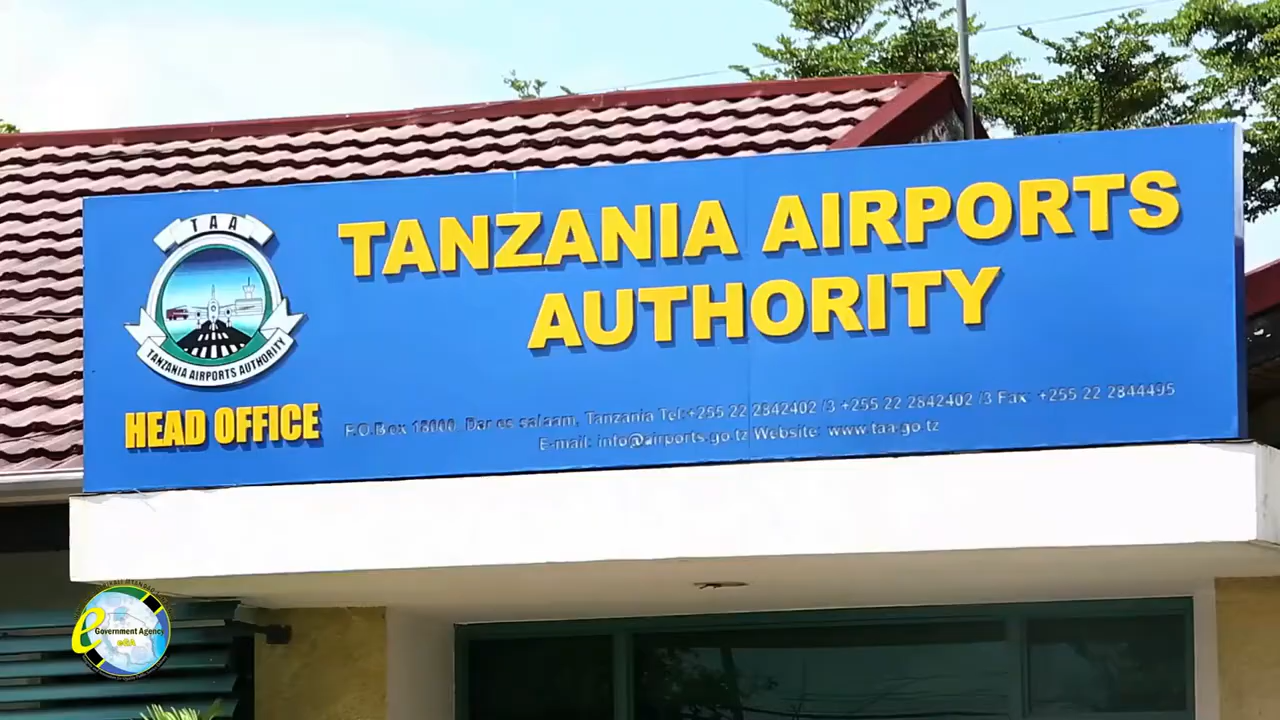 TAA
TANZANIA AIRPORTS AUTHORITY
HEAD OFFICE
TANZANIA AIRPORTS
AUTHORITY
P.O.Box 18000 Dar es salaam, Tanzania Tel:+255 22 2842402 /3 +255 22 2842402 /3 Fax: +255 22 2844495
E-mail: info@airports.go.tz Website: www.taa.go.tz
e Government Agency
eGA